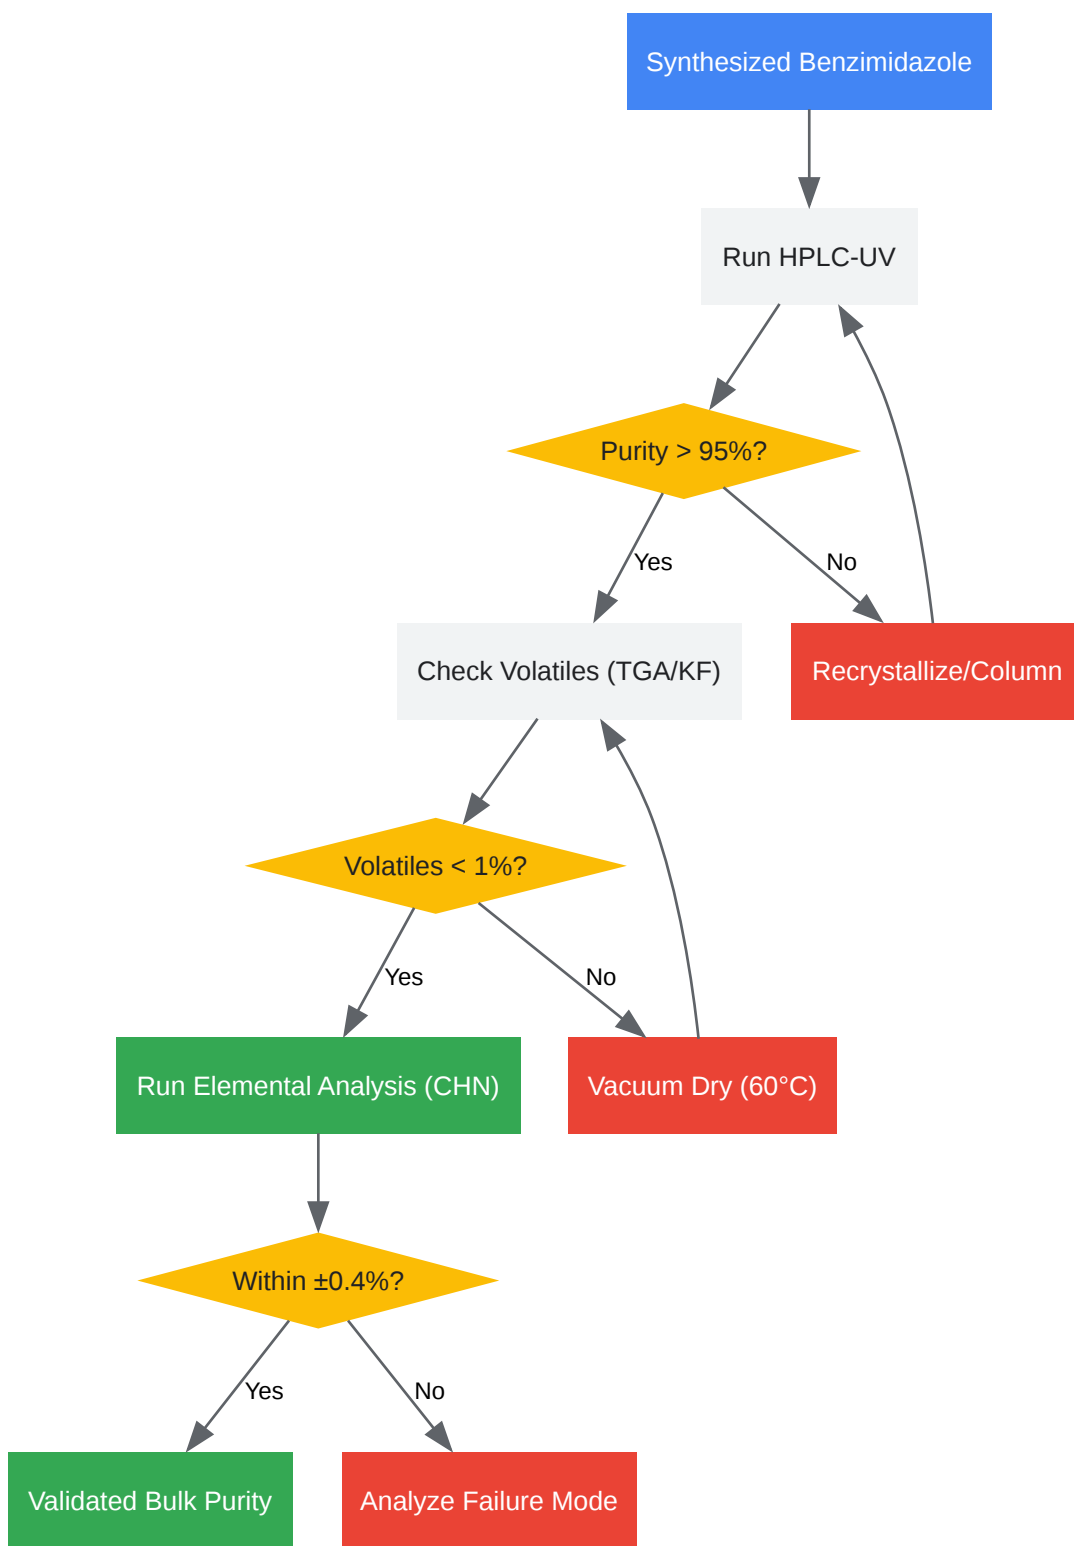 Synthesized Benzimidazole
Run HPLC-UV
Purity > 95%?
Yes
No
Check Volatiles (TGA/KF)
Recrystallize/Column
Volatiles < 1%?
Yes
No
Run Elemental Analysis (CHN)
Vacuum Dry (60°C)
Within ±0.4%?
Yes
No
Validated Bulk Purity
Analyze Failure Mode